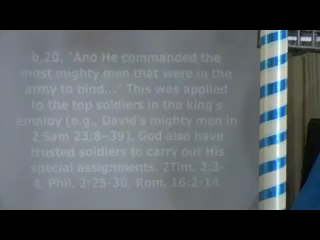 b.20. "And He commanded the
most mighty men that were in the
army to bind..." This was applied
to the top soldiers in the king's
employ (e.g., David's mighty men in
2 Sam 23:8-39). God also have
trusted soldiers to carry out His
special assignments. 2Tim. 2:3-
4, Phil. 2:25-30, Rom. 16:2-14.